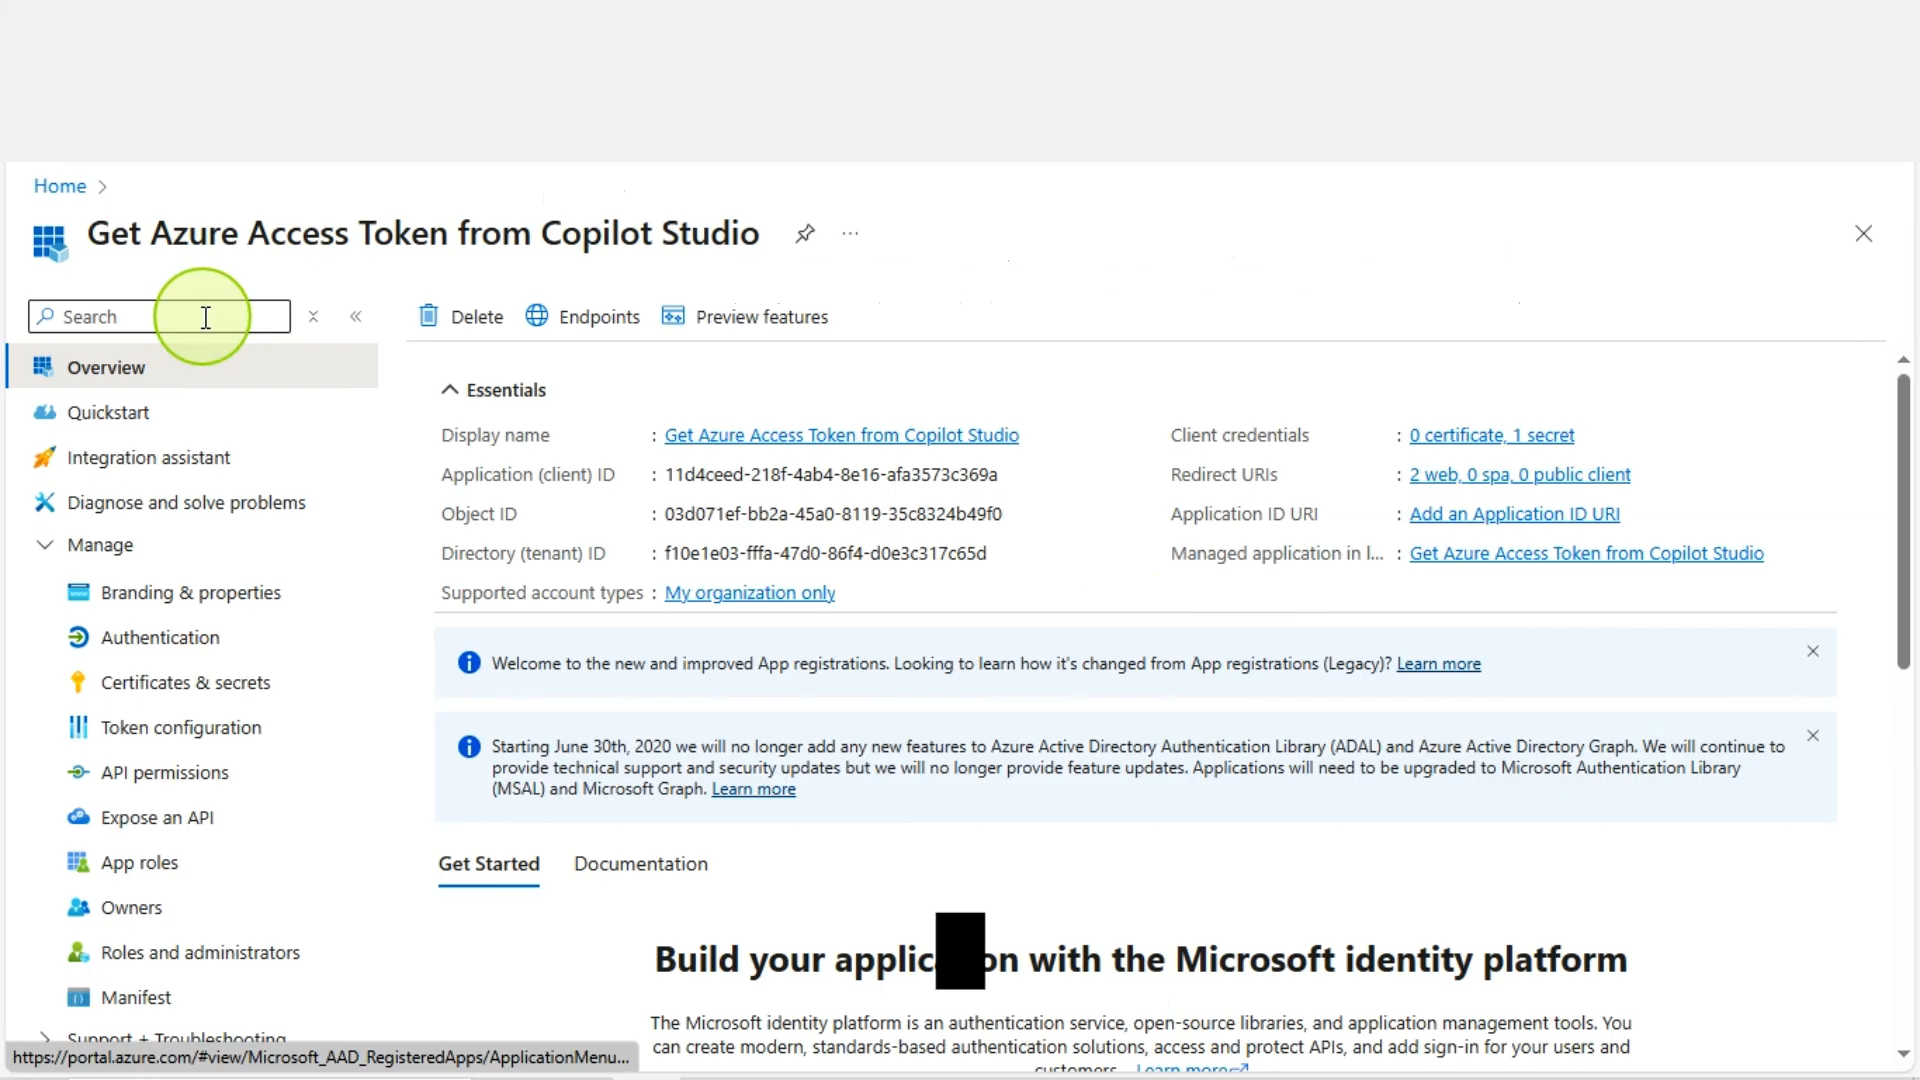 Home
Get Azure Access Token from Copilot Studio
Search
Delete
Endpoints
Preview features
Overview
Quickstart
Integration assistant
Diagnose and solve problems
Manage
Branding & properties
Authentication
Certificates & secrets
Token configuration
API permissions
Expose an API
App roles
Owners
Roles and administrators
Manifest
Support + Troubleshooting
https://portal.azure.com/#view/Microsoft_AAD_RegisteredApps/ApplicationMenu...
Essentials
Display name : Get Azure Access Token from Copilot Studio
Application (client) ID : 11d4ceed-218f-4ab4-8e16-afa3573c369a
Object ID : 03d071ef-bb2a-45a0-8119-35c8324b49f0
Directory (tenant) ID : f10e1e03-fffa-47d0-86f4-d0e3c317c65d
Supported account types : My organization only
Client credentials : 0 certificate, 1 secret
Redirect URIs : 2 web, 0 spa, 0 public client
Application ID URI : Add an Application ID URI
Managed application in l... : Get Azure Access Token from Copilot Studio
Welcome to the new and improved App registrations. Looking to learn how it's changed from App registrations (Legacy)? Learn more
Starting June 30th, 2020 we will no longer add any new features to Azure Active Directory Authentication Library (ADAL) and Azure Active Directory Graph. We will continue to
provide technical support and security updates but we will no longer provide feature updates. Applications will need to be upgraded to Microsoft Authentication Library
(MSAL) and Microsoft Graph. Learn more
Get Started
Documentation
Build your with the Microsoft identity platform
The Microsoft identity platform is an authentication service, open-source libraries, and application management tools. You
can create modern, standards-based authentication solutions, access and protect APIs, and add sign-in for your users and
customers. Learn more